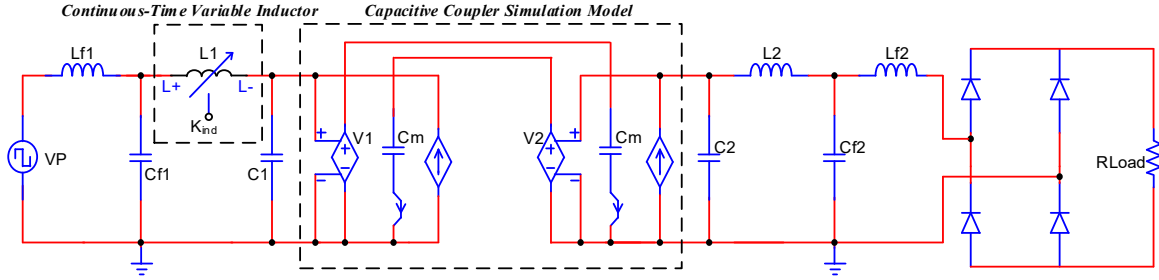 Continuous-Time Variable Inductor
Capacitive Coupler Simulation Model
Lf1
L1
L+
L-
Kind
VP
Cf1
C1
+
V1
+
−
−
Cm
V2
+
+
−
−
Cm
C2
L2
Cf2
Lf2
RLoad